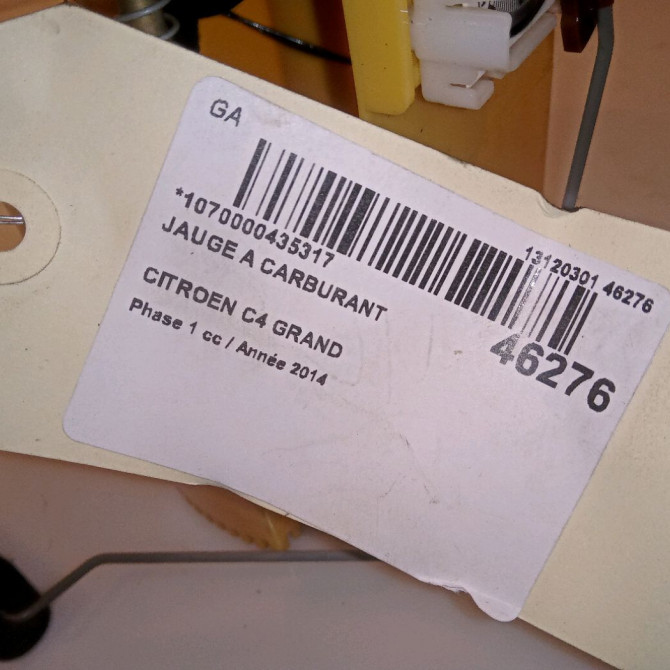 GA
*1070000435317
13120301 46276
JAUGE A CARBURANT
46276
CITROEN C4 GRAND
Phase 1 cc / Année 2014